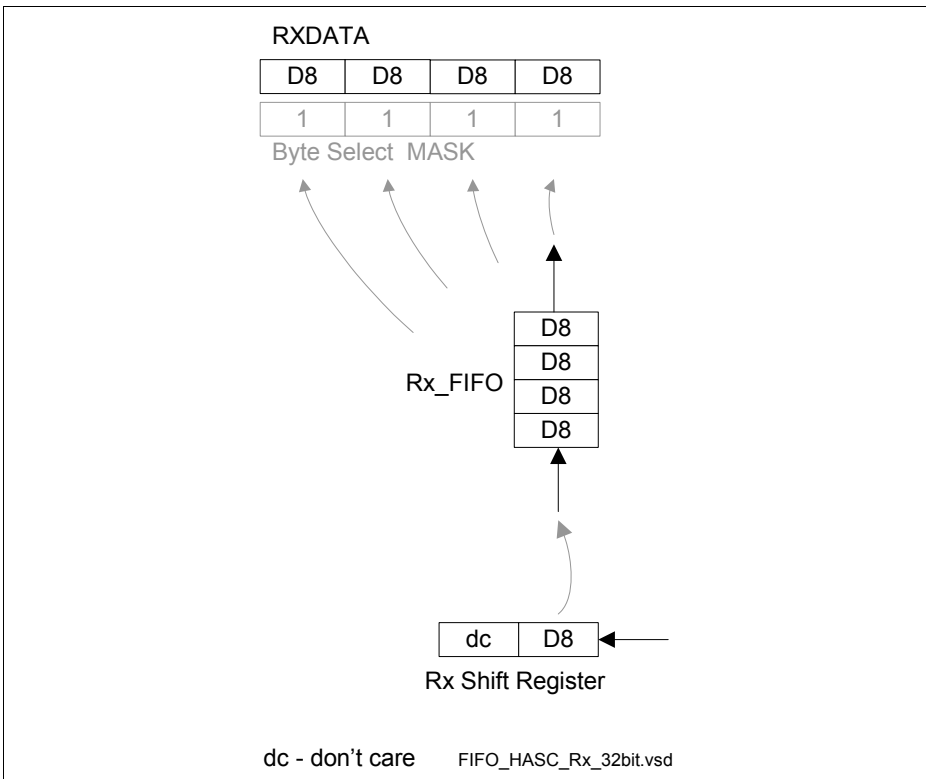 RXDATA
D8 D8 D8 D8
1 1 1 1
Byte Select MASK
D8
D8
Rx_FIFO
D8
D8
dc D8
Rx Shift Register
dc - don't care FIFO_HASC_Rx_32bit.vsd